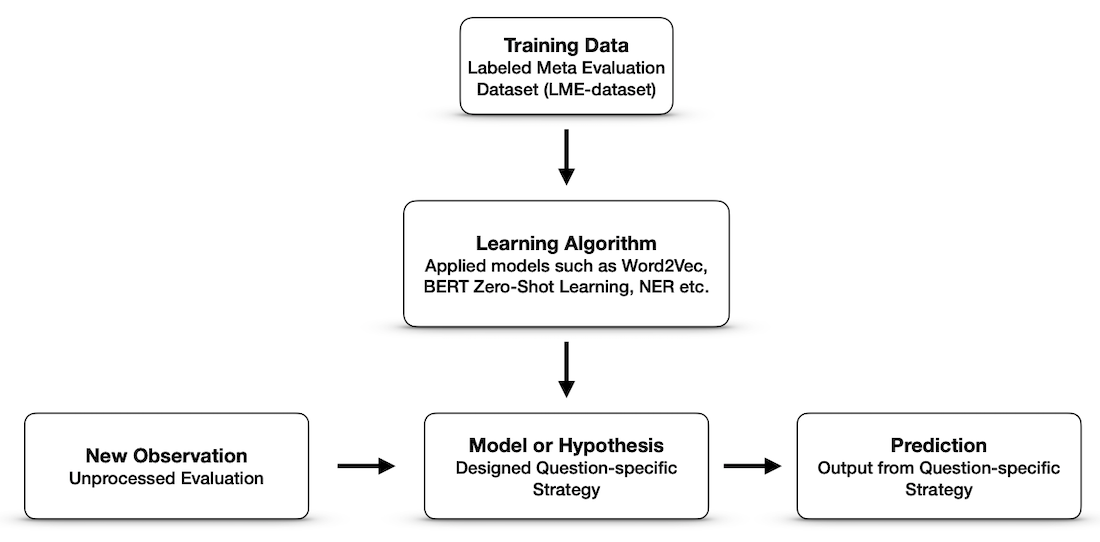 Training Data
Labeled Meta Evaluation
Dataset (LME-dataset)
Learning Algorithm
Applied models such as Word2Vec,
BERT Zero-Shot Learning, NER etc.
New Observation
Unprocessed Evaluation
Model or Hypothesis
Designed Question-specific
Strategy
Prediction
Output from Question-specific
Strategy